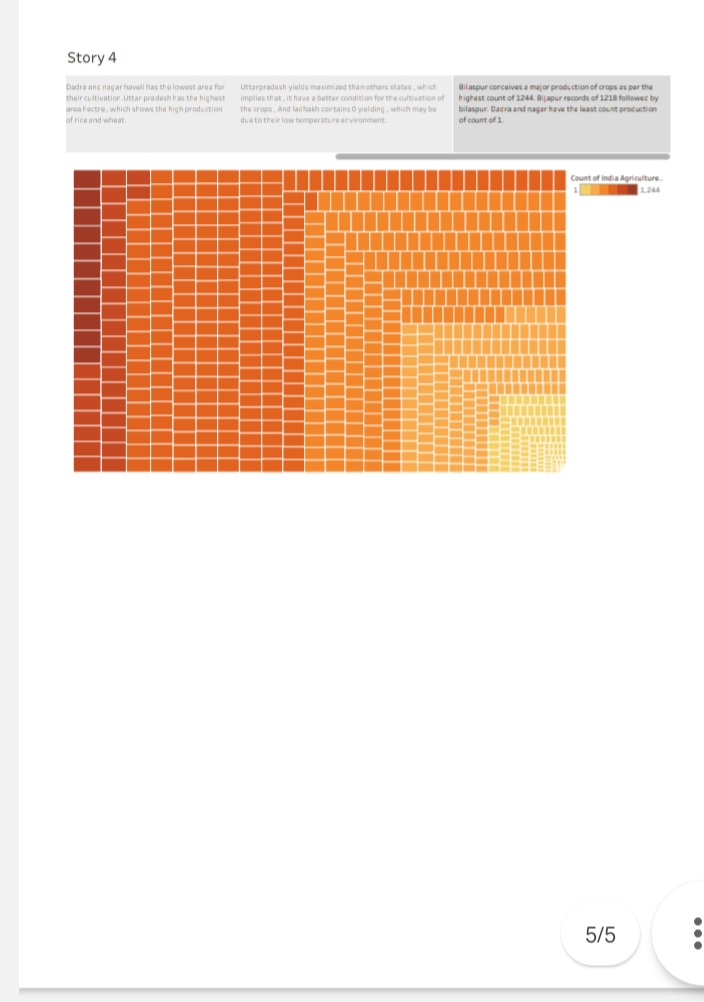 Story 4
Dadra and nagar haveli has the lowest area for
their cultivation.Uttar pradesh has the highest
area hectre, which shows the high production
of rice and wheat.
Uttarpradesh yields maximized than others states, which
implies that, it have a better condition for the cultivation of
the crops, And lachakh contains 0 yielding, which may be
due to their low temperature environment.
Bilaspur conceives a major production of crops as per the
highest count of 1244. Bijapur records of 1218 followed by
bilaspur. Dadra and nagar have the least count production
of count of 1.
Count of India Agriculture..
1 1,244
5/5